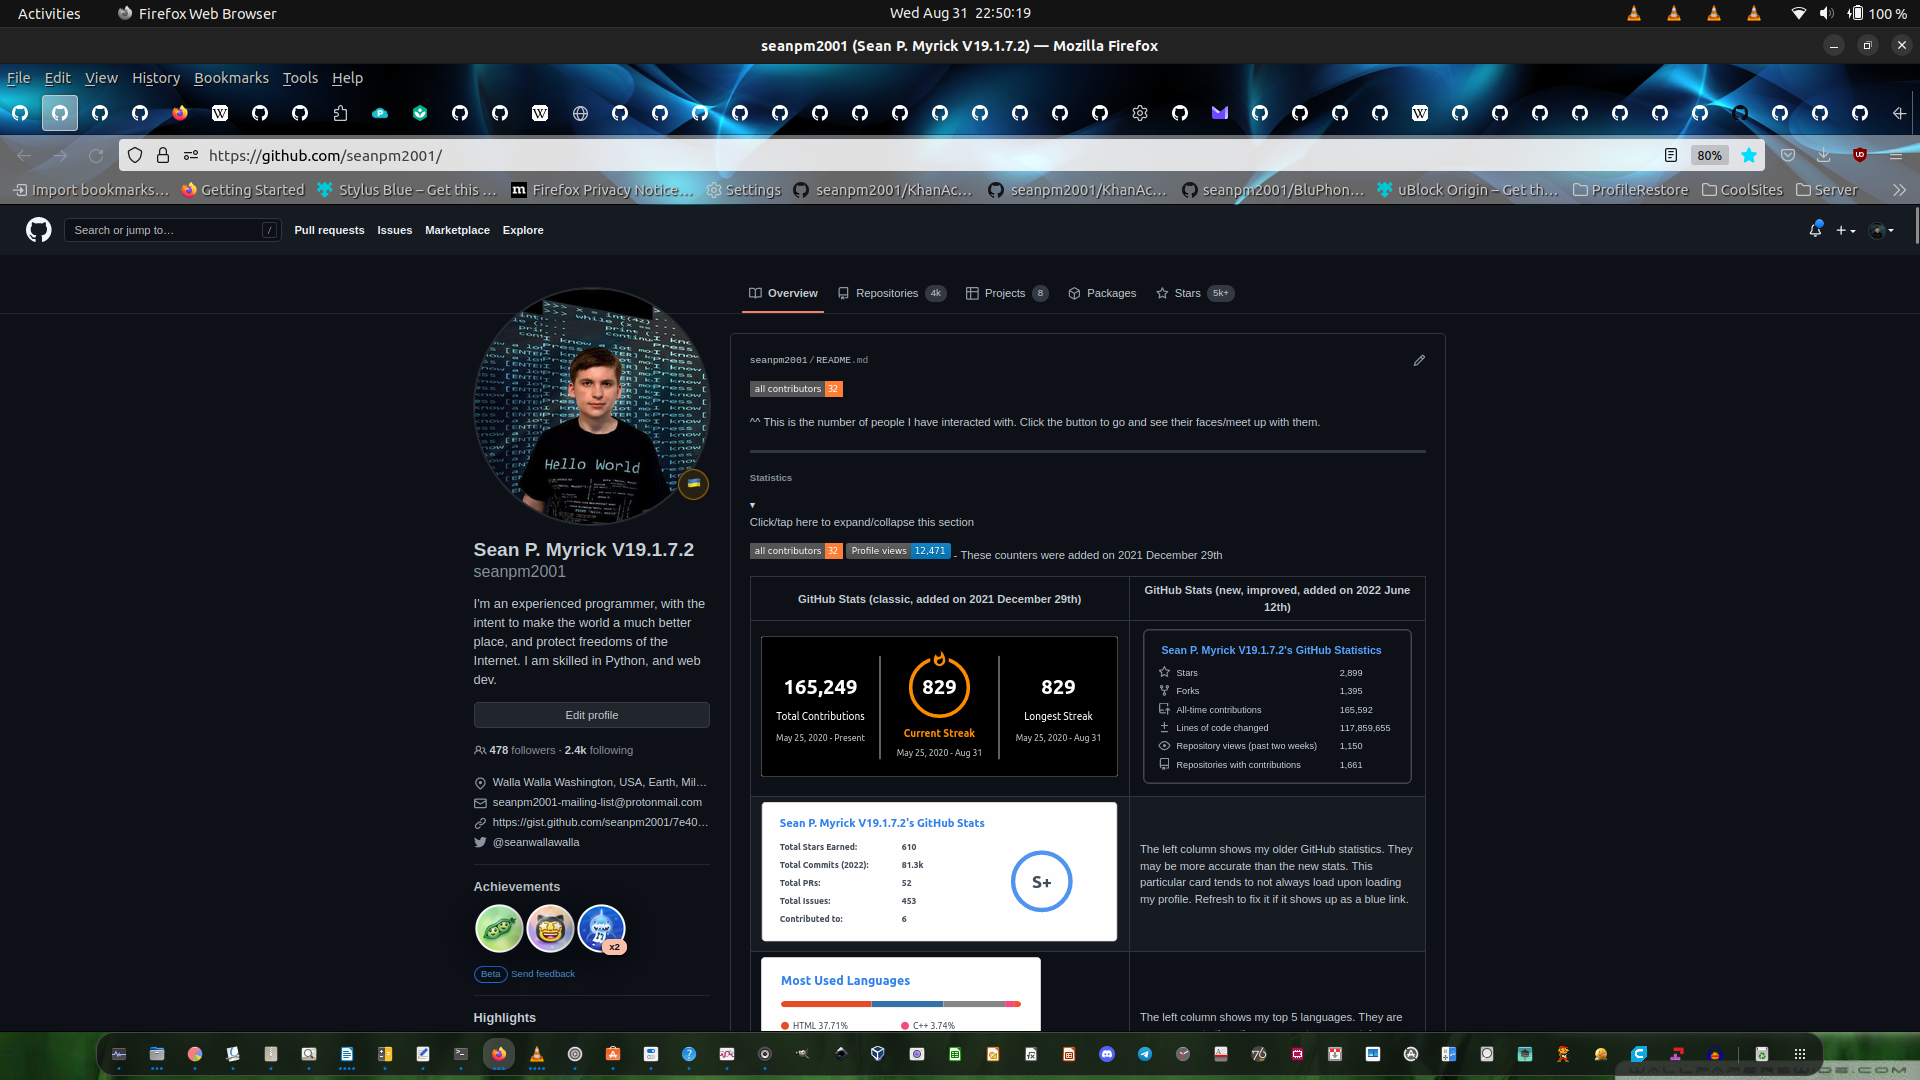 Activities
Firefox Web Browser
Wed Aug 31 22:50:19
100 %
seanpm2001 (Sean P. Myrick V19.1.7.2) — Mozilla Firefox
File Edit View History Bookmarks Tools Help
https://github.com/seanpm2001/
80%
Import bookmarks…
Getting Started
Stylus Blue – Get this …
Firefox Privacy Notice…
Settings
seanpm2001/KhanAc…
seanpm2001/KhanAc…
seanpm2001/BluPhon…
uBlock Origin – Get th…
ProfileRestore
CoolSites
Server
Search or jump to…
/
Pull requests
Issues
Marketplace
Explore
Overview
Repositories 4k
Projects 8
Packages
Stars 5k+
Hello World
Sean P. Myrick V19.1.7.2
seanpm2001
I'm an experienced programmer, with the
intent to make the world a much better
place, and protect freedoms of the
Internet. I am skilled in Python, and web
dev.
Edit profile
478 followers · 2.4k following
Walla Walla Washington, USA, Earth, Mil…
seanpm2001-mailing-list@protonmail.com
https://gist.github.com/seanpm2001/7e40…
@seanwallawalla
Achievements
x2
Beta Send feedback
Highlights
seanpm2001/README.md
all contributors 32
^^ This is the number of people I have interacted with. Click the button to go and see their faces/meet up with them.
Statistics
▾
Click/tap here to expand/collapse this section
all contributors 32 Profile views 12,471 - These counters were added on 2021 December 29th
GitHub Stats (classic, added on 2021 December 29th)
GitHub Stats (new, improved, added on 2022 June
12th)
165,249
Total Contributions
May 25, 2020 - Present
829
Current Streak
May 25, 2020 - Aug 31
829
Longest Streak
May 25, 2020 - Aug 31
Sean P. Myrick V19.1.7.2's GitHub Statistics
Stars 2,899
Forks 1,395
All-time contributions 165,592
Lines of code changed 117,859,655
Repository views (past two weeks) 1,150
Repositories with contributions 1,661
Sean P. Myrick V19.1.7.2's GitHub Stats
Total Stars Earned: 610
Total Commits (2022): 81.3k
Total PRs: 52
Total Issues: 453
Contributed to: 6
S+
The left column shows my older GitHub statistics. They
may be more accurate than the new stats. This
particular card tends to not always load upon loading
my profile. Refresh to fix it if it shows up as a blue link.
Most Used Languages
HTML 37.71%
C++ 3.74%
The left column shows my top 5 languages. They are
WALLPAPERSWIDE.COM